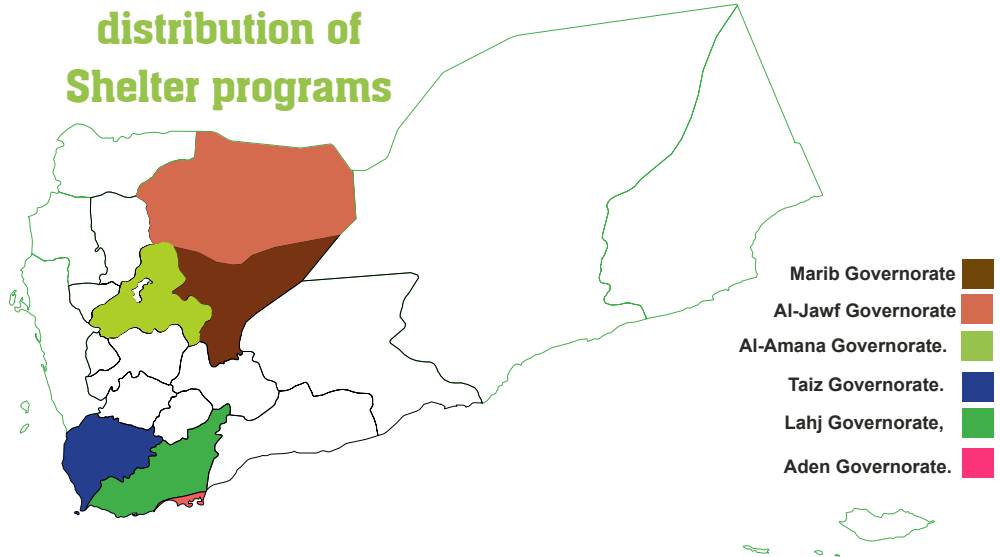 distribution of
Shelter programs
Marib Governorate
Al-Jawf Governorate
Al-Amana Governorate.
Taiz Governorate.
Lahj Governorate,
Aden Governorate.